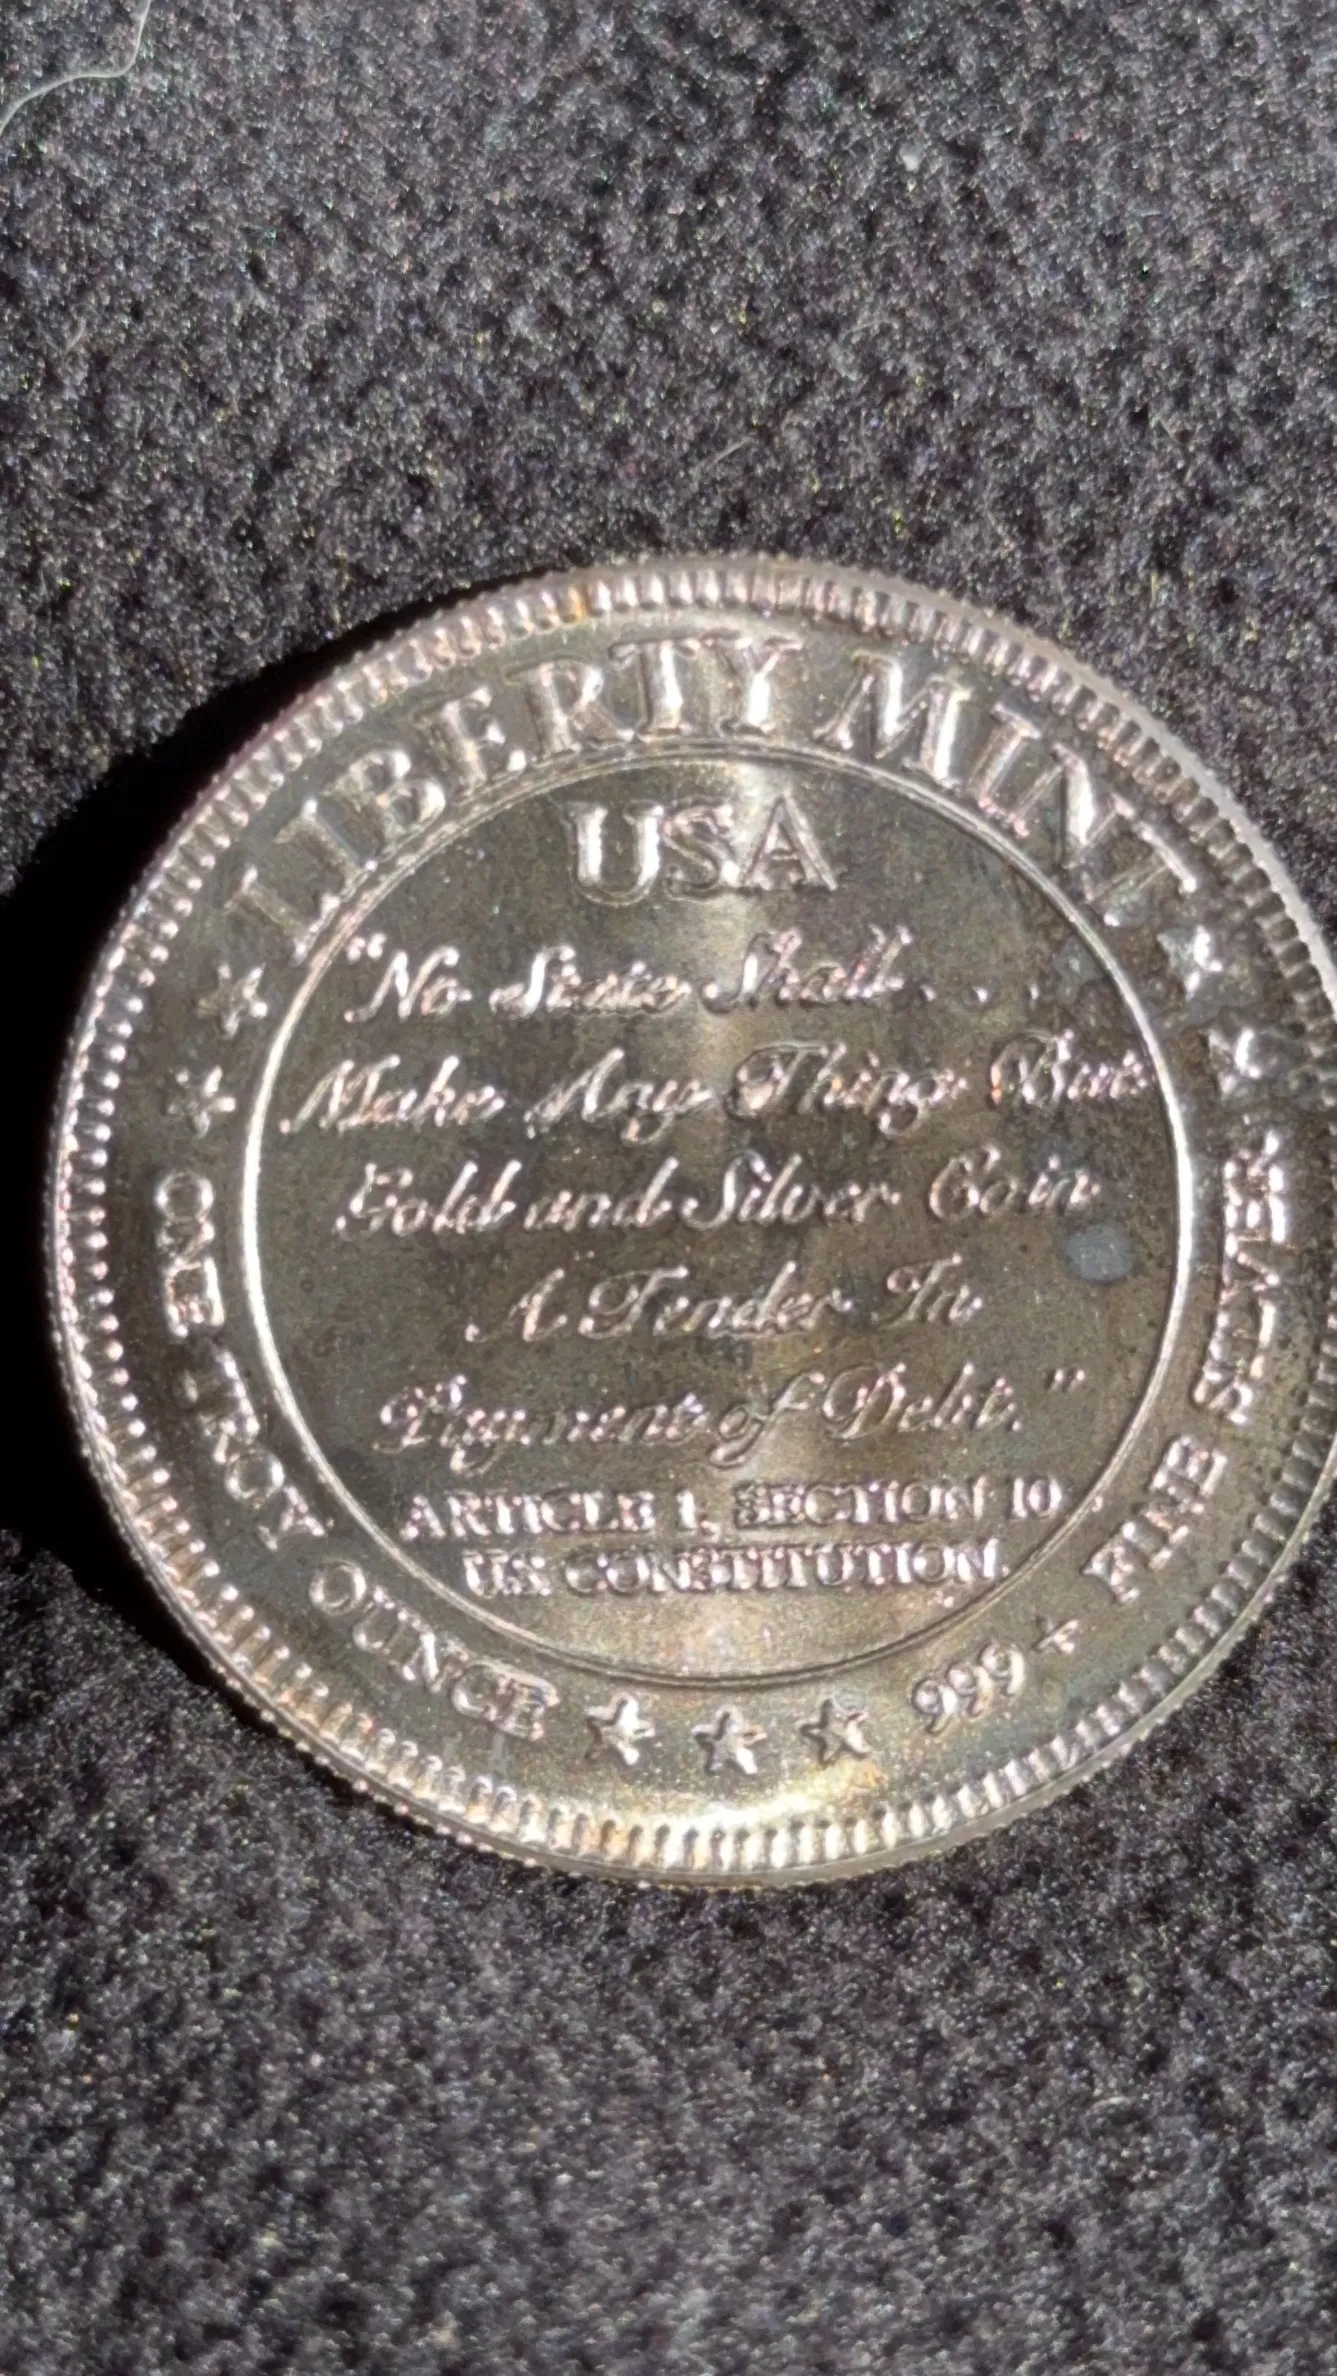 LIBERTY MINT
USA
"No State Shall . . .
Make Any Thing But
Gold and Silver Coin
A Tender In
Payment of Debt."
ARTICLE 1, SECTION 10
U.S. CONSTITUTION.
ONE TROY OUNCE
999+ FINE SILVER